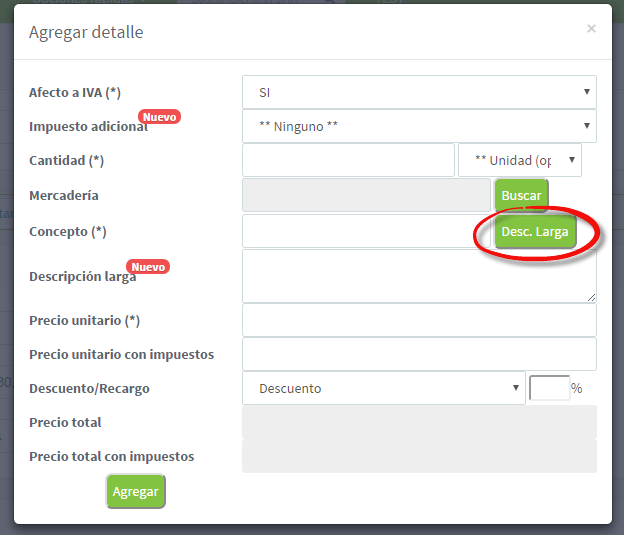 Agregar detalle
×
Afecto a IVA (*)
SI
Impuesto adicional
Nuevo
** Ninguno **
Cantidad (*)
** Unidad (op
Mercadería
Buscar
Concepto (*)
Desc. Larga
Descripción larga
Nuevo
Precio unitario (*)
Precio unitario con impuestos
Descuento/Recargo
Descuento
%
Precio total
Precio total con impuestos
Agregar